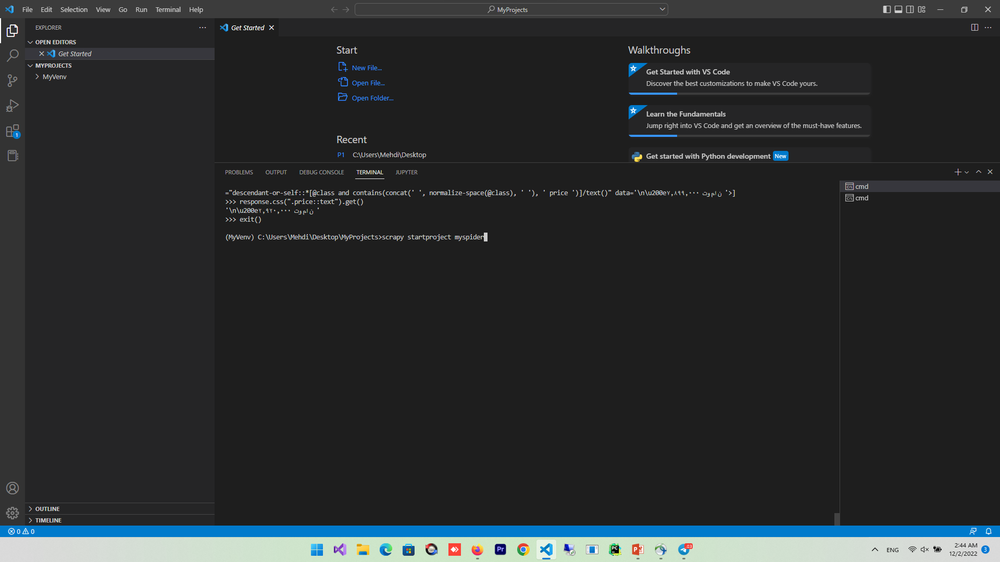 File Edit Selection View Go Run Terminal Help
MyProjects
EXPLORER
OPEN EDITORS
Get Started
MYPROJECTS
MyVenv
OUTLINE
TIMELINE
Get Started
Start
New File...
Open File...
Open Folder...
Recent
P1 C:\Users\Mehdi\Desktop
Walkthroughs
Get Started with VS Code
Discover the best customizations to make VS Code yours.
Learn the Fundamentals
Jump right into VS Code and get an overview of the must-have features.
Get started with Python development New
PROBLEMS OUTPUT DEBUG CONSOLE TERMINAL JUPYTER
="descendant-or-self::*[@class and contains(concat(' ', normalize-space(@class), ' '), ' price ')]/text()" data='\n\u200e۷,۸۹۹,۰۰۰ تومان '>]
>>> response.css(".price::text").get()
'\n\u200e۲,۹۲۰,۰۰۰ تومان '
>>> exit()
(MyVenv) C:\Users\Mehdi\Desktop\MyProjects>scrapy startproject myspider
cmd
cmd
1
0 0
Pr
PC
.03
ENG
2:44 AM
12/2/2022
3